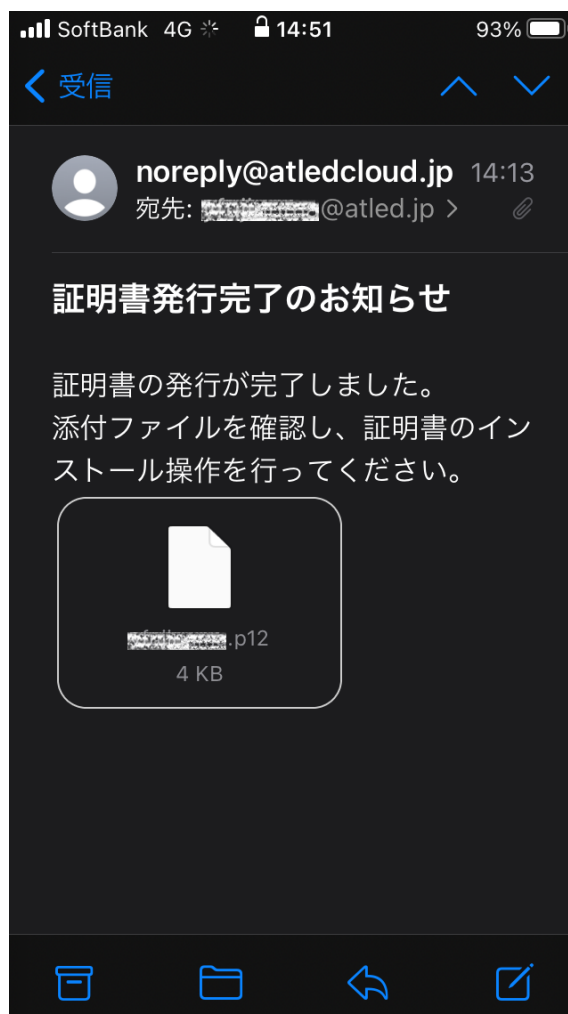 SoftBank 4G 14:51 93%
受信
noreply@atledcloud.jp 14:13
宛先: @atled.jp
証明書発行完了のお知らせ
証明書の発行が完了しました。
添付ファイルを確認し、証明書のイン
ストール操作を行ってください。
.p12
4 KB